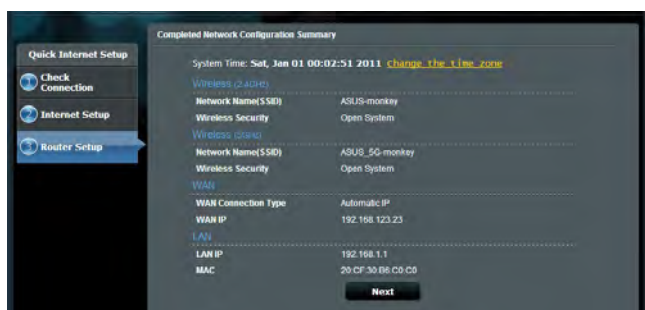 Completed Network Configuration Summary
Quick Internet Setup
1 Check Connection
2 Internet Setup
3 Router Setup
System Time: Sat, Jan 01 00:02:51 2011 Change the time zone
Wireless (2.4GHz)
Network Name(SSID) ASUS-monkey
Wireless Security Open System
Wireless (5GHz)
Network Name(SSID) ASUS_5G-monkey
Wireless Security Open System
WAN
WAN Connection Type Automatic IP
WAN IP 192.168.123.23
LAN
LAN IP 192.168.1.1
MAC 20:CF:30:B6:C0:C0
Next